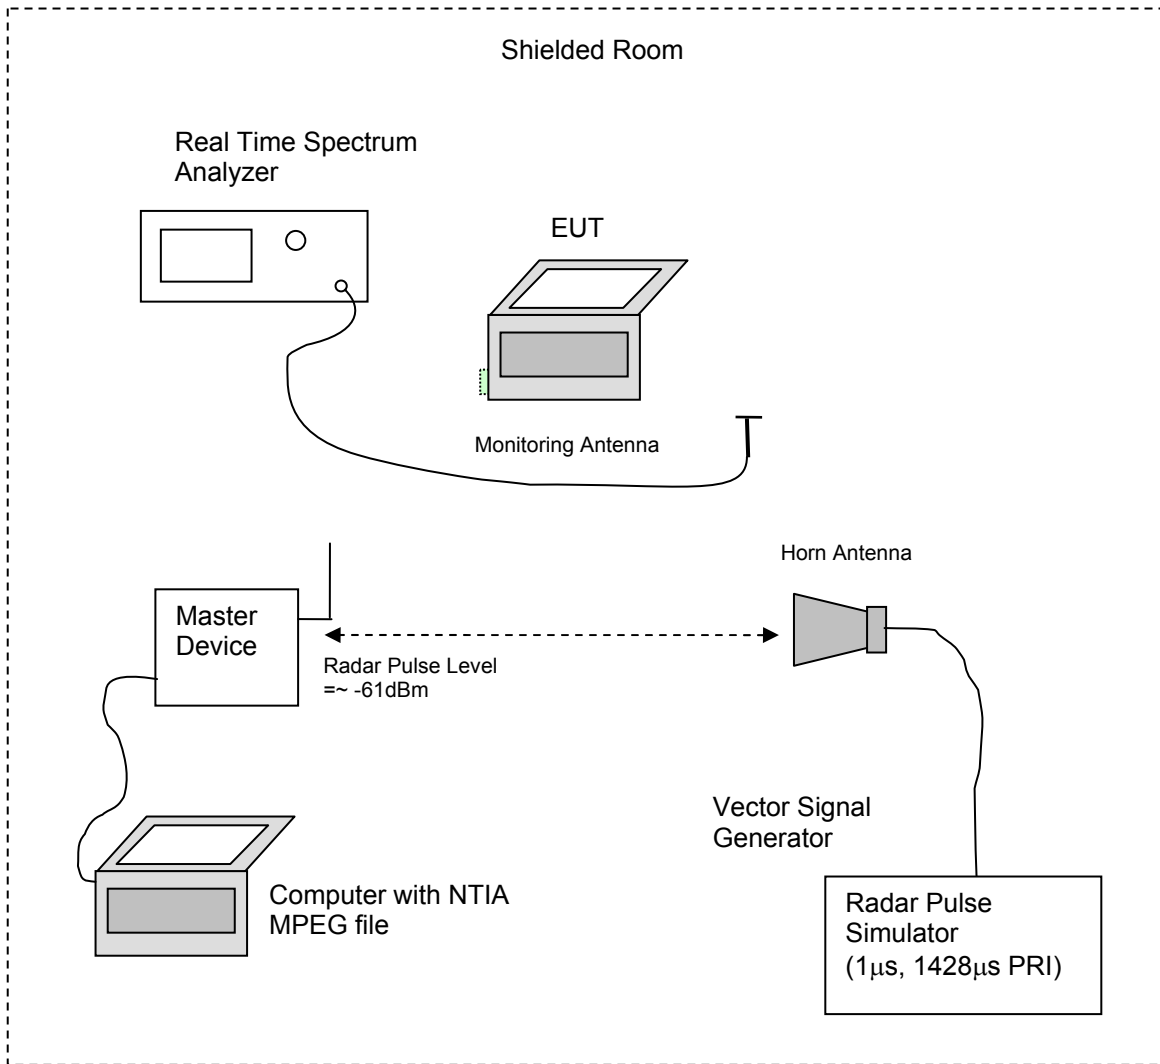 Shielded Room
Real Time Spectrum
Analyzer
EUT
Monitoring Antenna
Horn Antenna
Master
Device
Radar Pulse Level
=~ -61dBm
Vector Signal
Generator
Computer with NTIA
MPEG file
Radar Pulse
Simulator
(1μs, 1428μs PRI)